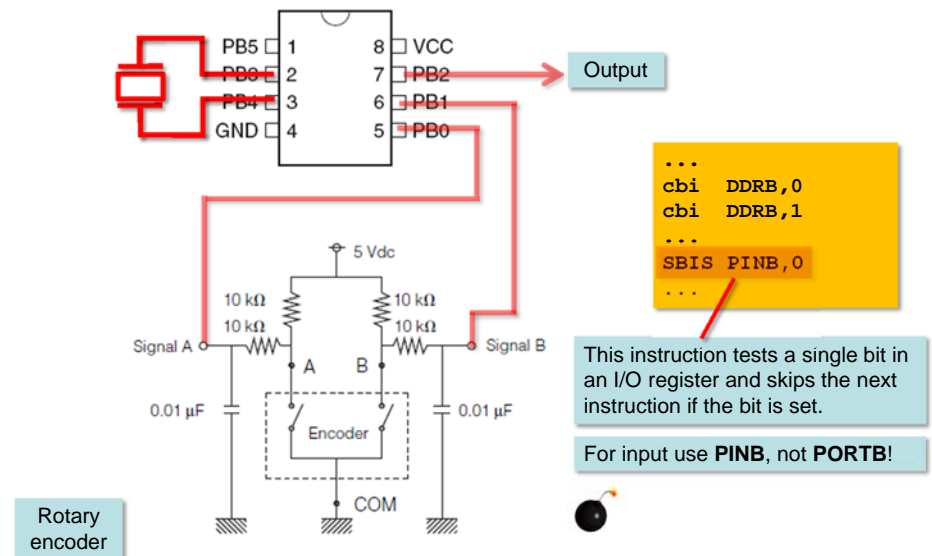 PB5 1 8 VCC
PB3 2 7 PB2
PB4 3 6 PB1
GND 4 5 PB0
Output
...
cbi DDRB,0
cbi DDRB,1
...
SBIS PINB,0
...
5 Vdc
10 kΩ 10 kΩ
10 kΩ 10 kΩ
Signal A Signal B
A B
0.01 µF 0.01 µF
Encoder
COM
This instruction tests a single bit in
an I/O register and skips the next
instruction if the bit is set.
For input use PINB, not PORTB!
Rotary
encoder